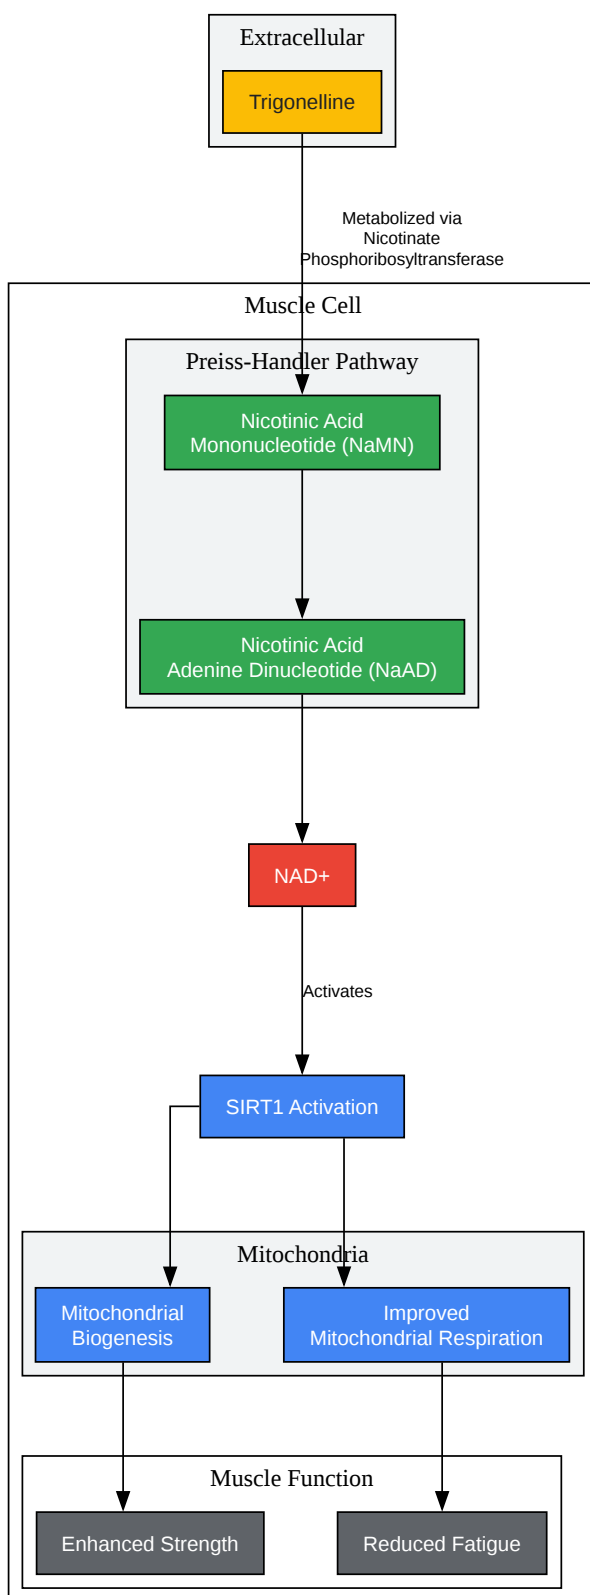 Extracellular
Trigonelline
Metabolized via
Nicotinate
Phosphoribosyltransferase
Muscle Cell
Preiss-Handler Pathway
Nicotinic Acid
Mononucleotide (NaMN)
Nicotinic Acid
Adenine Dinucleotide (NaAD)
NAD+
Activates
SIRT1 Activation
Mitochondria
Mitochondrial
Biogenesis
Improved
Mitochondrial Respiration
Muscle Function
Enhanced Strength
Reduced Fatigue